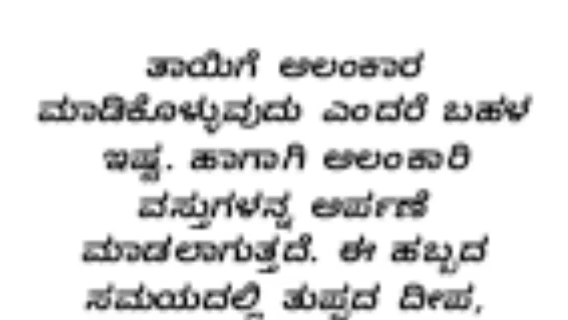 ತಾಯಿಗೆ ಅಲಂಕಾರ
ಮಾಡಿಕೊಳ್ಳುವುದು ಎಂದರೆ ಬಹಳ
ಇಷ್ಟ. ಹಾಗಾಗಿ ಅಲಂಕಾರಿ
ವಸ್ತುಗಳನ್ನ ಅರ್ಪಣೆ
ಮಾಡಲಾಗುತ್ತದೆ. ಈ ಹಬ್ಬದ
ಸಮಯದಲ್ಲಿ ತುಪ್ಪದ ದೀಪ,